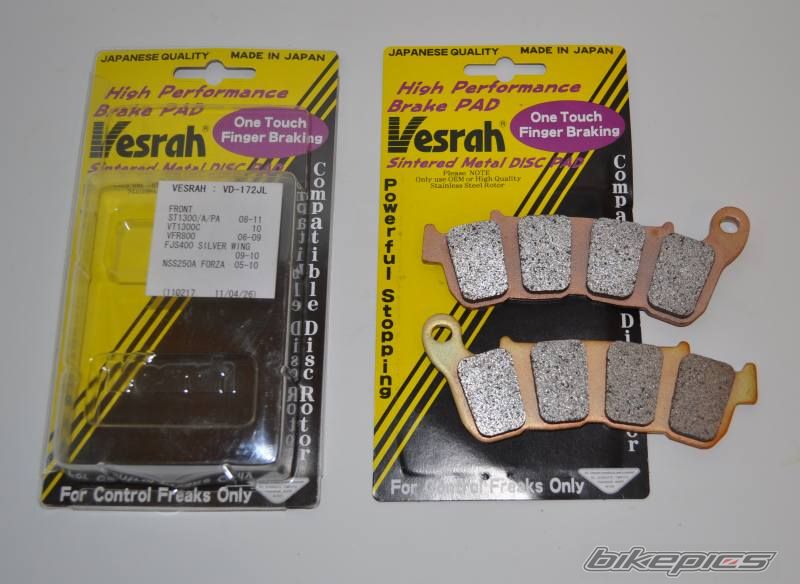 JAPANESE QUALITY MADE IN JAPAN
High Performance
Brake PAD
Vesrah®
One Touch
Finger Braking
Sintered Metal DISC PAD
VESRAH : VD-172JL
FRONT
ST1300/A/PA 08-11
VT1300C 10
VFR800 06-09
FJS400 SILVER WING
09-10
NSS250A FORZA 05-10
(110217 11/04/26)
Compatible Disc Rotor
For Control Freaks Only
JAPANESE QUALITY MADE IN JAPAN
High Performance
Brake PAD
Vesrah®
One Touch
Finger Braking
Sintered Metal DISC PAD
Please NOTE
Only use OEM or High Quality
Stainless Steel Rotor
Powerful Stopping
Compatible Disc Rotor
For Control Freaks Only
bikepics